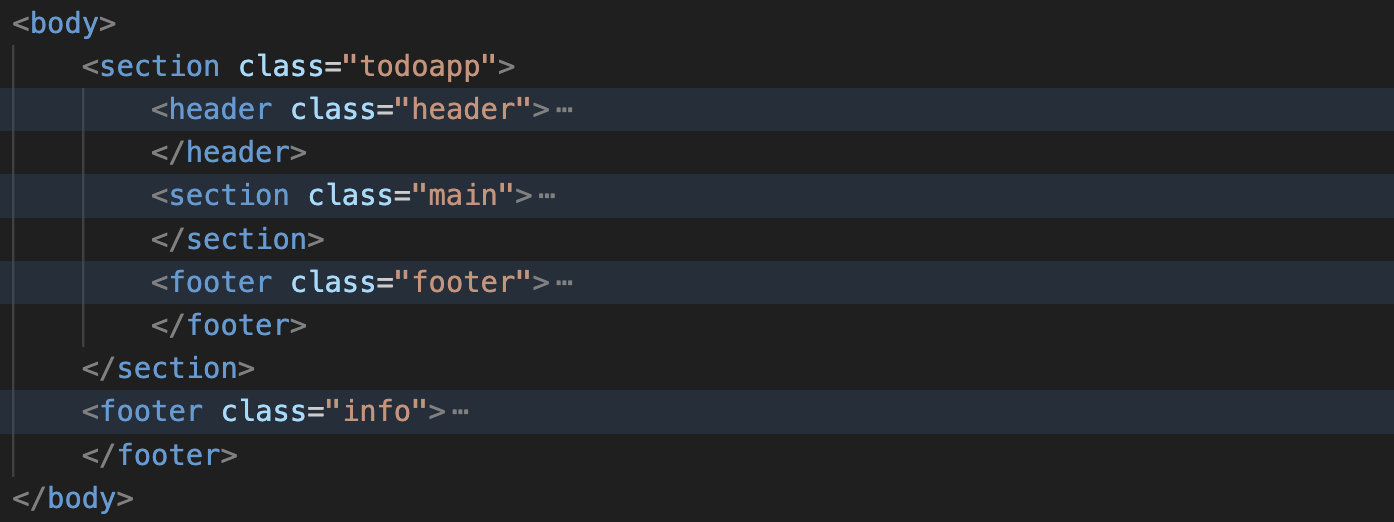 <body>
<section class="todoapp">
<header class="header">⋯
</header>
<section class="main">⋯
</section>
<footer class="footer">⋯
</footer>
</section>
<footer class="info">⋯
</footer>
</body>